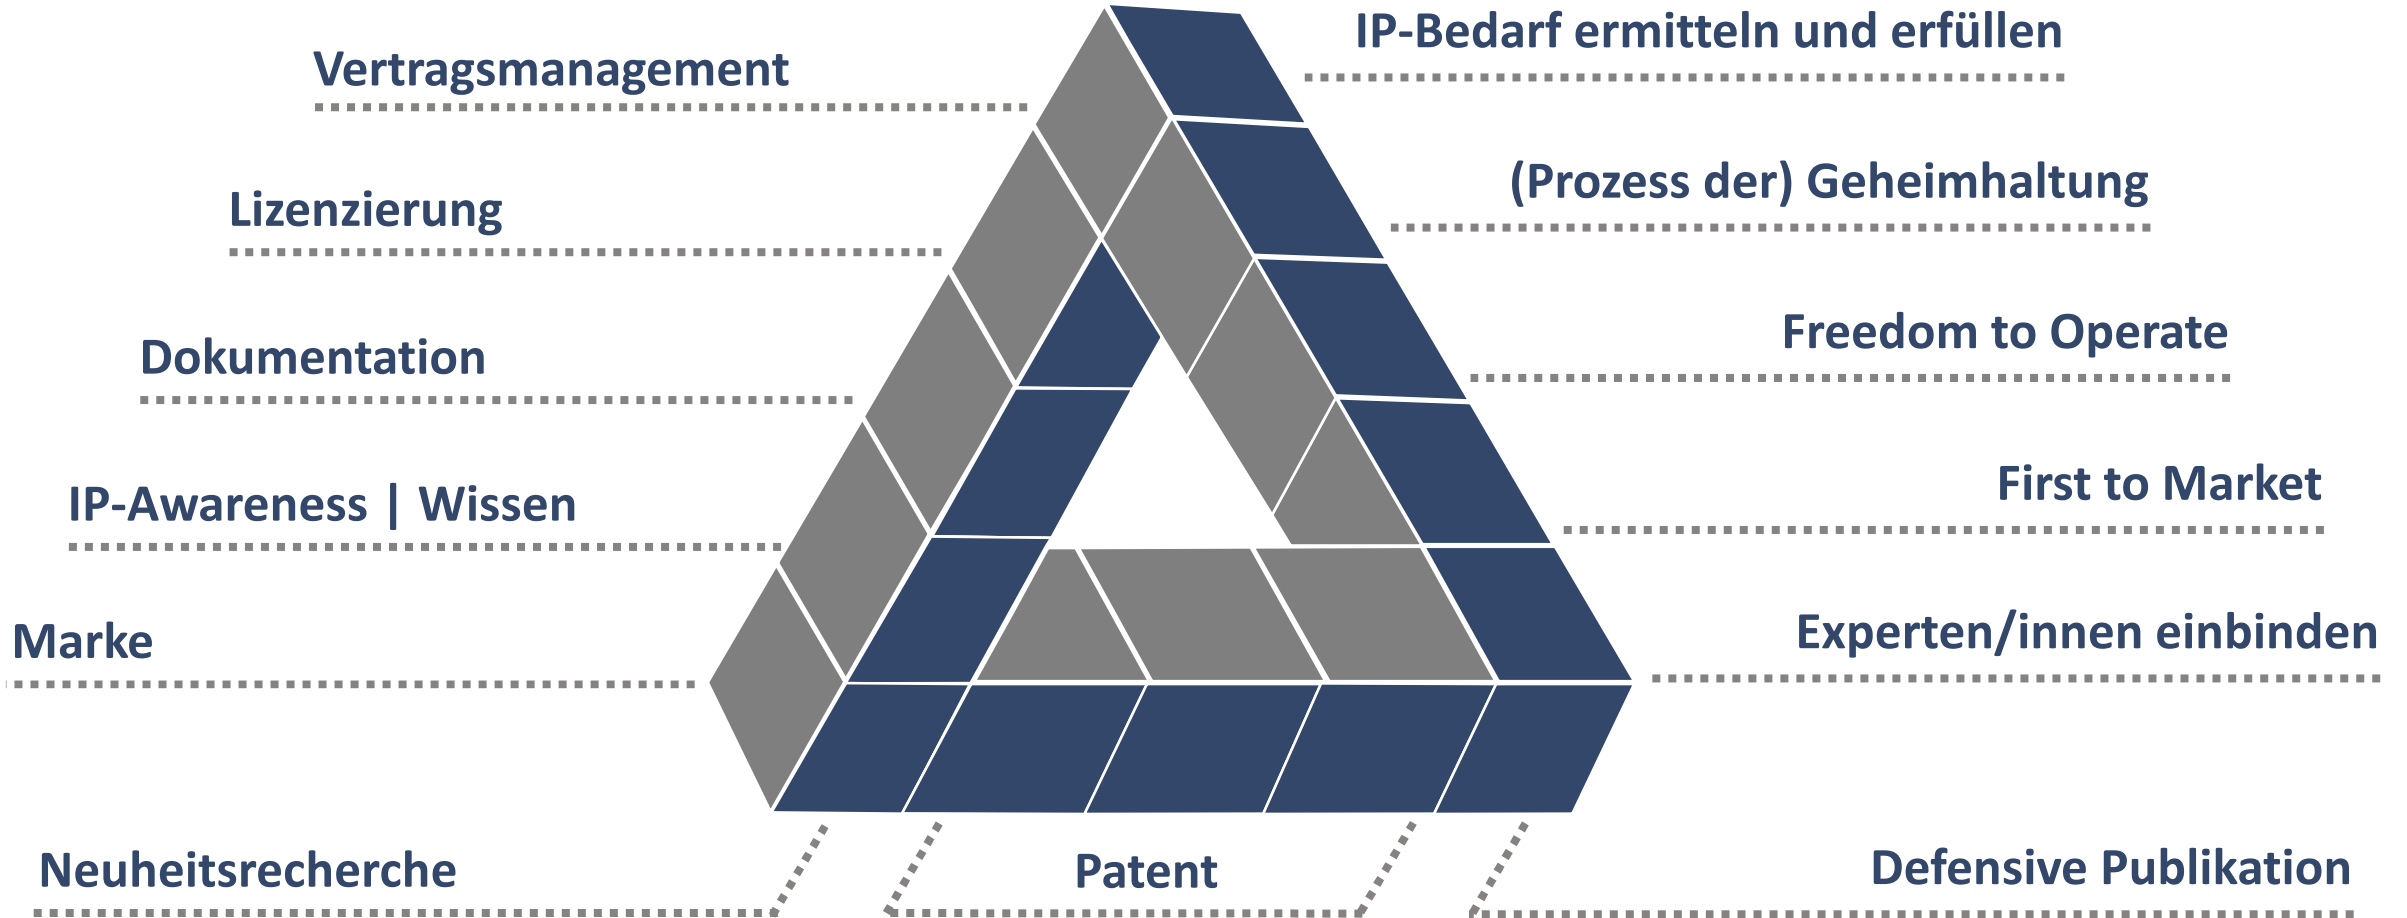 Vertragsmanagement
Lizenzierung
Dokumentation
IP-Awareness | Wissen
Marke
Neuheitsrecherche
Patent
IP-Bedarf ermitteln und erfüllen
(Prozess der) Geheimhaltung
Freedom to Operate
First to Market
Experten/innen einbinden
Defensive Publikation